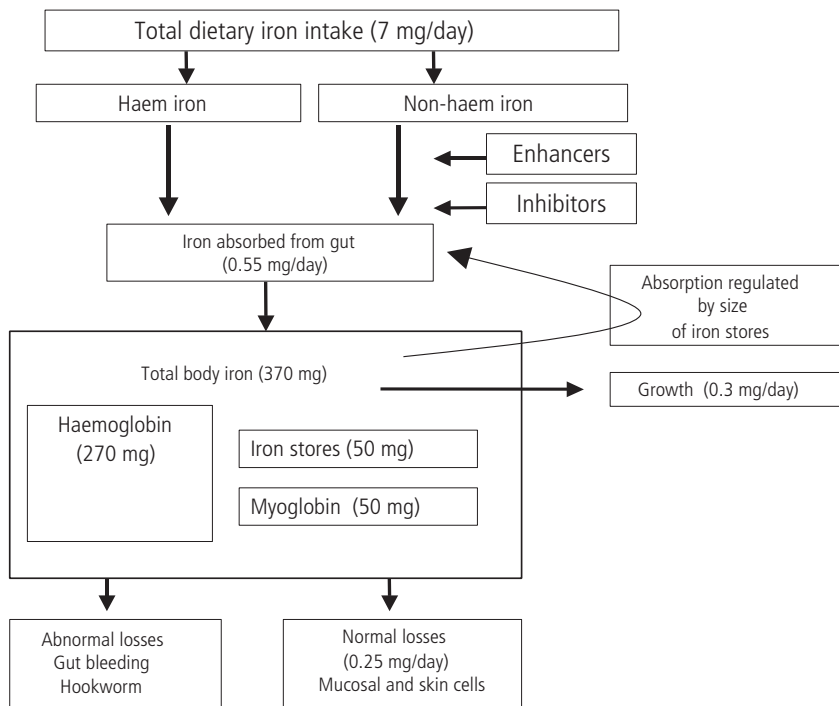 Total dietary iron intake (7 mg/day)
Haem iron
Non-haem iron
Enhancers
Inhibitors
Iron absorbed from gut
(0.55 mg/day)
Absorption regulated
by size
of iron stores
Total body iron (370 mg)
Growth (0.3 mg/day)
Haemoglobin
(270 mg)
Iron stores (50 mg)
Myoglobin (50 mg)
Abnormal losses
Gut bleeding
Hookworm
Normal losses
(0.25 mg/day)
Mucosal and skin cells